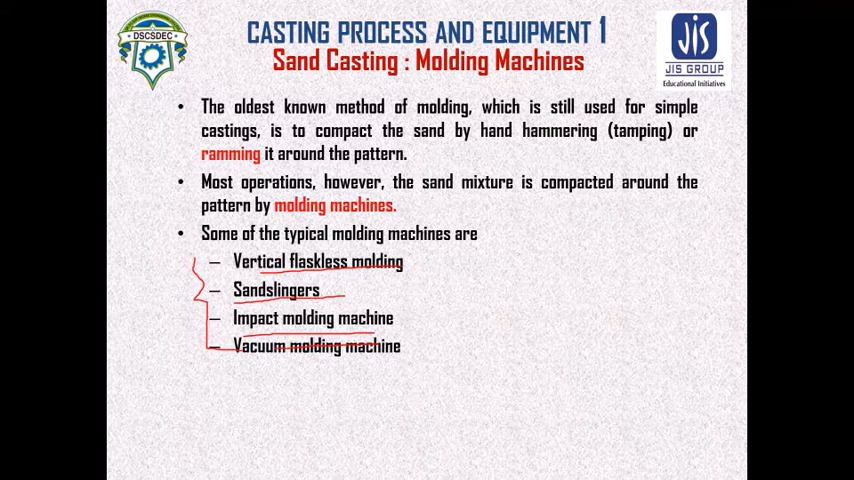 DSCSDEC
CASTING PROCESS AND EQUIPMENT 1
Sand Casting : Molding Machines
JIS
JIS GROUP
Educational Initiatives
• The oldest known method of molding, which is still used for simple
castings, is to compact the sand by hand hammering (tamping) or
ramming it around the pattern.
• Most operations, however, the sand mixture is compacted around the
pattern by molding machines.
• Some of the typical molding machines are
– Vertical flaskless molding
– Sandslingers
– Impact molding machine
– Vacuum molding machine